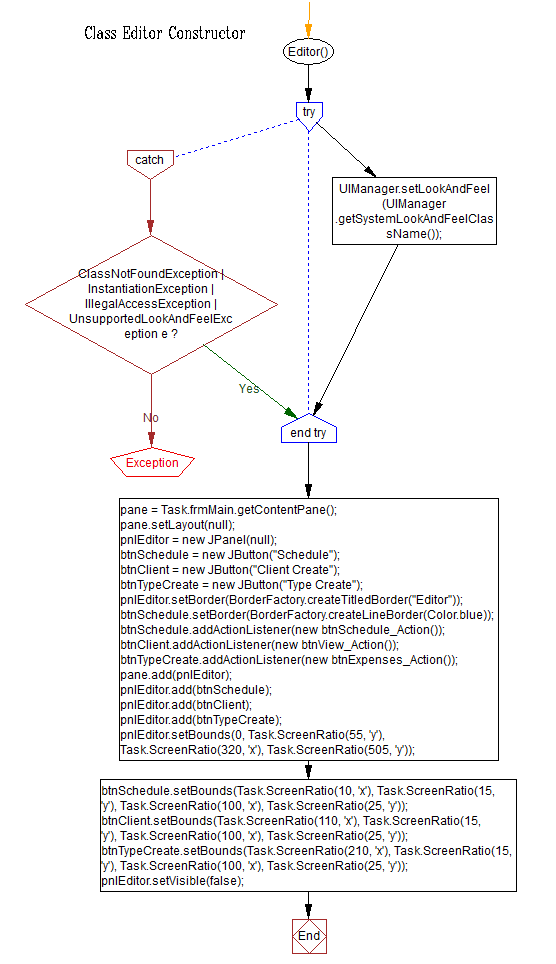 Class Editor Constructor
Editor()
try
catch
UIManager.setLookAndFeel
(UIManager
.getSystemLookAndFeelClas
sName());
ClassNotFoundException |
InstantiationException |
IllegalAccessException |
UnsupportedLookAndFeelExc
eption e ?
Yes
No
end try
Exception
pane = Task.frmMain.getContentPane();
pane.setLayout(null);
pnlEditor = new JPanel(null);
btnSchedule = new JButton("Schedule");
btnClient = new JButton("Client Create");
btnTypeCreate = new JButton("Type Create");
pnlEditor.setBorder(BorderFactory.createTitledBorder("Editor"));
btnSchedule.setBorder(BorderFactory.createLineBorder(Color.blue));
btnSchedule.addActionListener(new btnSchedule_Action());
btnClient.addActionListener(new btnView_Action());
btnTypeCreate.addActionListener(new btnExpenses_Action());
pane.add(pnlEditor);
pnlEditor.add(btnSchedule);
pnlEditor.add(btnClient);
pnlEditor.add(btnTypeCreate);
pnlEditor.setBounds(0, Task.ScreenRatio(55, 'y'),
Task.ScreenRatio(320, 'x'), Task.ScreenRatio(505, 'y'));
btnSchedule.setBounds(Task.ScreenRatio(10, 'x'), Task.ScreenRatio(15,
'y'), Task.ScreenRatio(100, 'x'), Task.ScreenRatio(25, 'y'));
btnClient.setBounds(Task.ScreenRatio(110, 'x'), Task.ScreenRatio(15,
'y'), Task.ScreenRatio(100, 'x'), Task.ScreenRatio(25, 'y'));
btnTypeCreate.setBounds(Task.ScreenRatio(210, 'x'), Task.ScreenRatio(15,
'y'), Task.ScreenRatio(100, 'x'), Task.ScreenRatio(25, 'y'));
pnlEditor.setVisible(false);
End